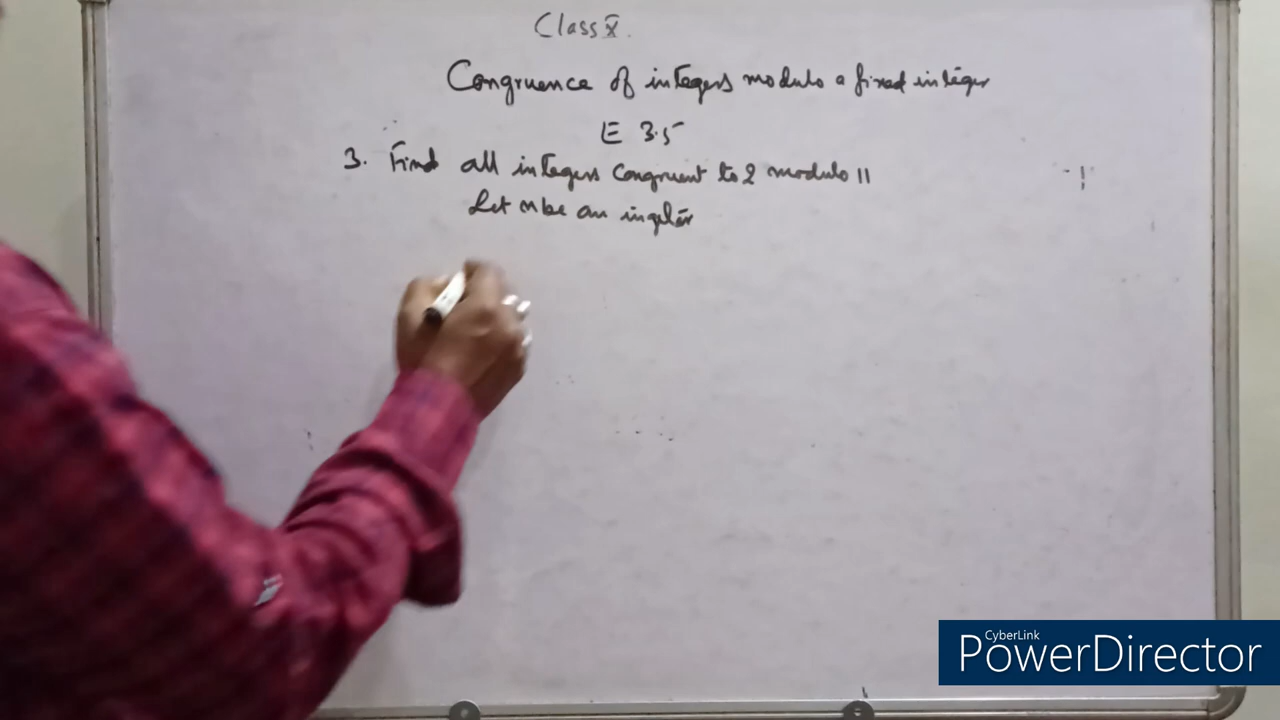 Class X.
Congruence of integers modulo a fixed integer
E 3.5
3. Find all integers congruent to 2 modulo 11
Let n be an ingeter
CyberLink
PowerDirector